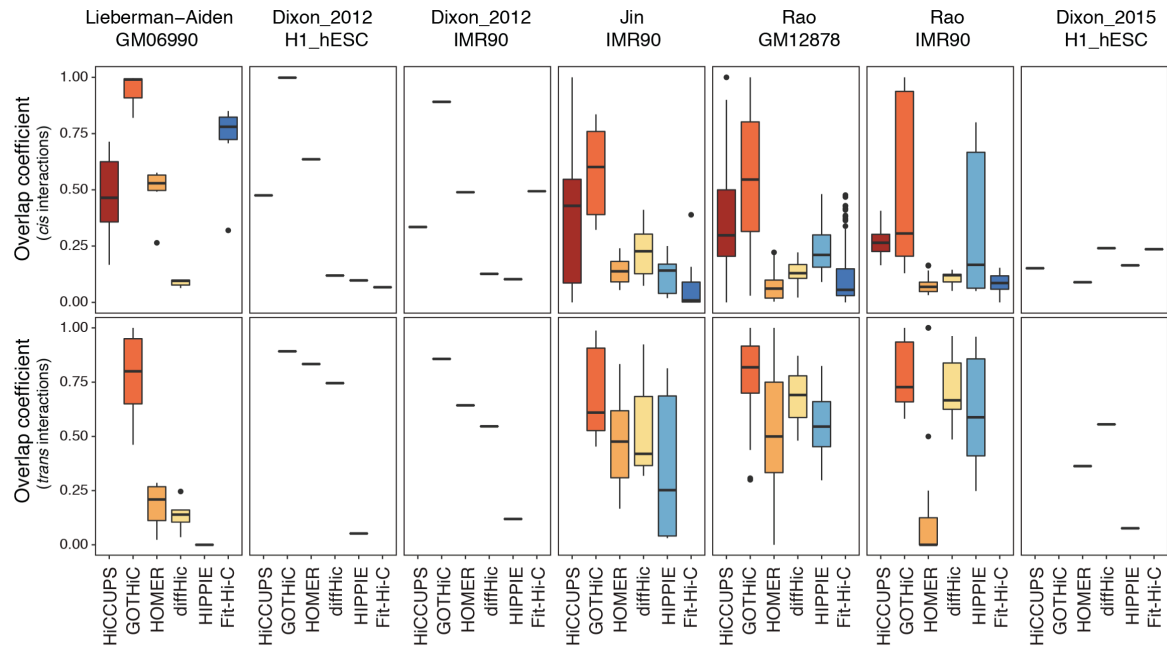 Lieberman−Aiden
GM06990
Dixon_2012
H1_hESC
Dixon_2012
IMR90
Jin
IMR90
Rao
GM12878
Rao
IMR90
Dixon_2015
H1_hESC
Overlap coefficient
(cis interactions)
1.00
0.75
0.50
0.25
0.00
Overlap coefficient
(trans interactions)
1.00
0.75
0.50
0.25
0.00
HiCCUPS
GOTHiC
HOMER
diffHic
HIPPIE
Fit-Hi-C
HiCCUPS
GOTHiC
HOMER
diffHic
HIPPIE
Fit-Hi-C
HiCCUPS
GOTHiC
HOMER
diffHic
HIPPIE
Fit-Hi-C
HiCCUPS
GOTHiC
HOMER
diffHic
HIPPIE
Fit-Hi-C
HiCCUPS
GOTHiC
HOMER
diffHic
HIPPIE
Fit-Hi-C
HiCCUPS
GOTHiC
HOMER
diffHic
HIPPIE
Fit-Hi-C
HiCCUPS
GOTHiC
HOMER
diffHic
HIPPIE
Fit-Hi-C